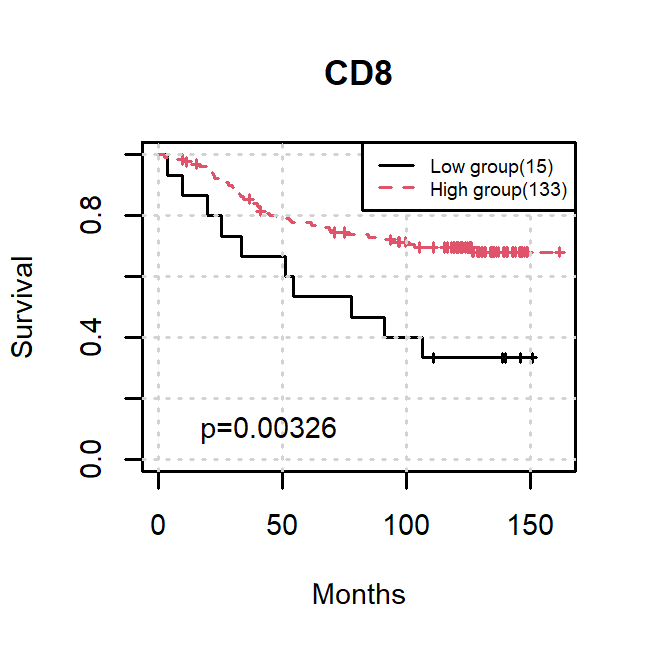 CD8
Low group(15)
High group(133)
Survival
0.8
0.4
0.0
p=0.00326
0 50 100 150
Months